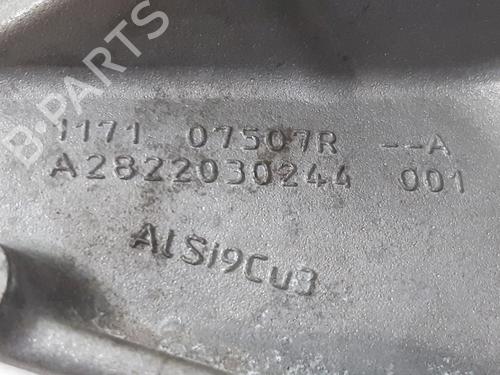 B-PARTS
1171 07507R --A
A2822030244 001
AlSi9Cu3